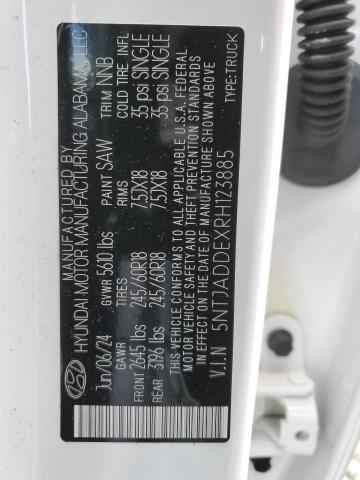 MANUFACTURED BY
HYUNDAI MOTOR MANUFACTURING ALABAMA, LLC
Jun/06/24 PAINT SAW TRIM NNB
GVWR 5610 lbs
GAWR TIRES RIMS COLD TIRE INFL
FRONT 2645 lbs 245/60R18 7.5JX18 35 psi SINGLE
REAR 3196 lbs 245/60R18 7.5JX18 35 psi SINGLE
THIS VEHICLE CONFORMS TO ALL APPLICABLE U.S.A. FEDERAL
MOTOR VEHICLE SAFETY AND THEFT PREVENTION STANDARDS
IN EFFECT ON THE DATE OF MANUFACTURE SHOWN ABOVE
V.I.N 5NTJADDEXRH123885 TYPE:TRUCK